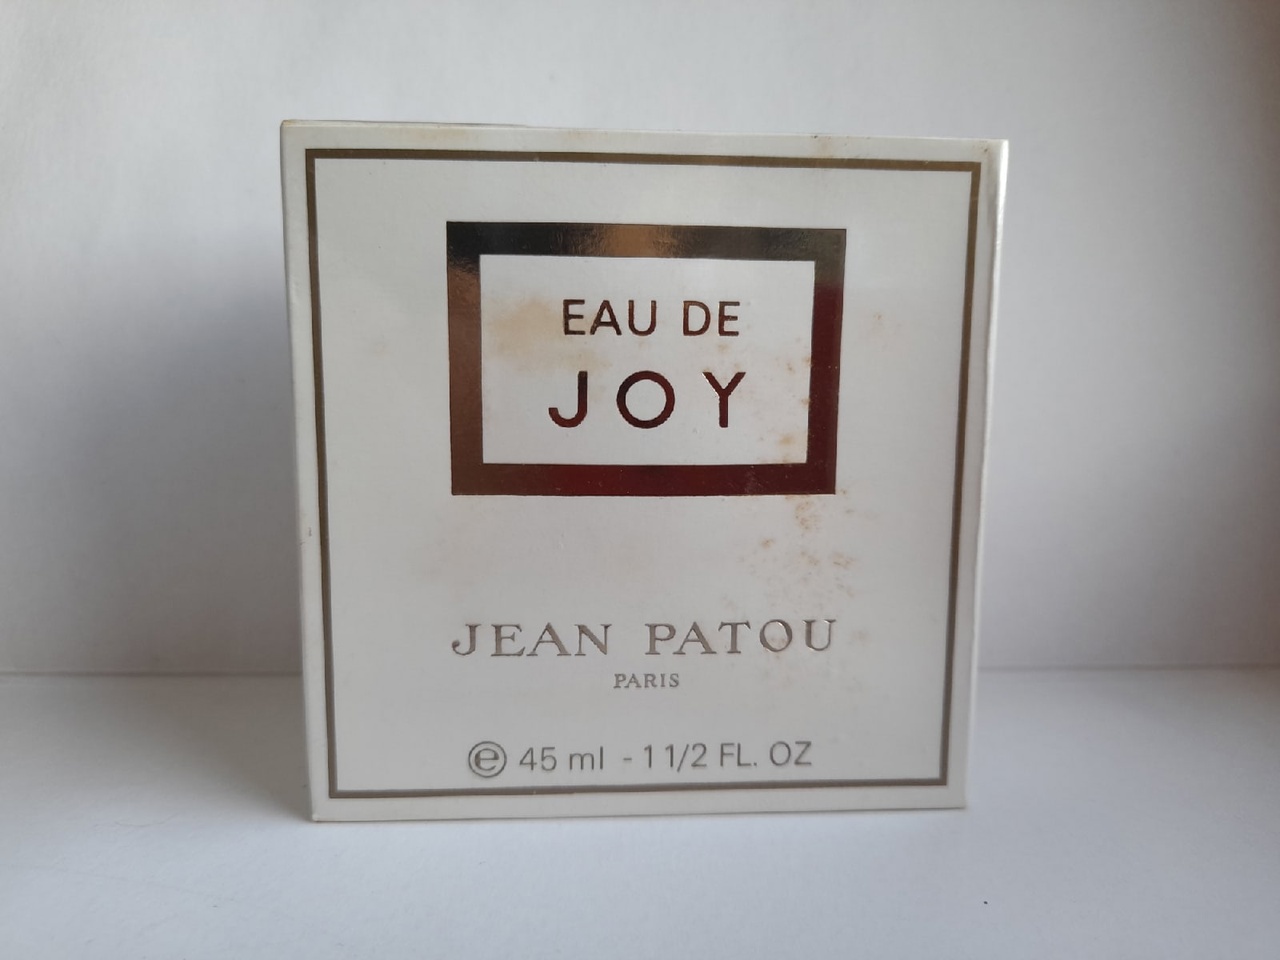 EAU DE
JOY
JEAN PATOU
PARIS
℮ 45 ml - 1 1/2 FL. OZ